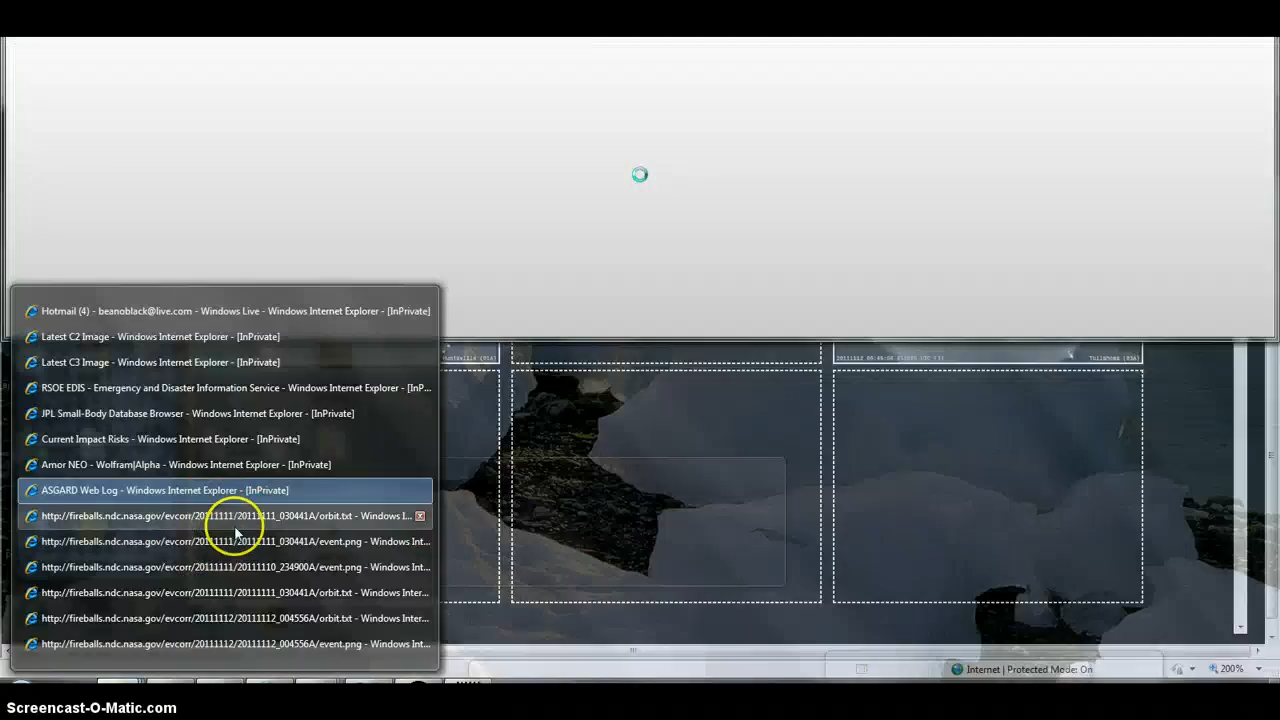 Hotmail (4) - beanoblack@live.com - Windows Live - Windows Internet Explorer - [InPrivate]
Latest C2 Image - Windows Internet Explorer - [InPrivate]
Latest C3 Image - Windows Internet Explorer - [InPrivate]
RSOE EDIS - Emergency and Disaster Information Service - Windows Internet Explorer - [InP...
JPL Small-Body Database Browser - Windows Internet Explorer - [InPrivate]
Current Impact Risks - Windows Internet Explorer - [InPrivate]
Amor NEO - Wolfram|Alpha - Windows Internet Explorer - [InPrivate]
ASGARD Web Log - Windows Internet Explorer - [InPrivate]
http://fireballs.ndc.nasa.gov/evcorr/20111111/20111111_030441A/orbit.txt - Windows I...
http://fireballs.ndc.nasa.gov/evcorr/20111111/20111111_030441A/event.png - Windows Int...
http://fireballs.ndc.nasa.gov/evcorr/20111111/20111110_234900A/event.png - Windows Int...
http://fireballs.ndc.nasa.gov/evcorr/20111111/20111111_030441A/orbit.txt - Windows Inter...
http://fireballs.ndc.nasa.gov/evcorr/20111112/20111112_004556A/orbit.txt - Windows Inter...
http://fireballs.ndc.nasa.gov/evcorr/20111112/20111112_004556A/event.png - Windows Int...
Internet | Protected Mode: On
200%
Screencast-O-Matic.com